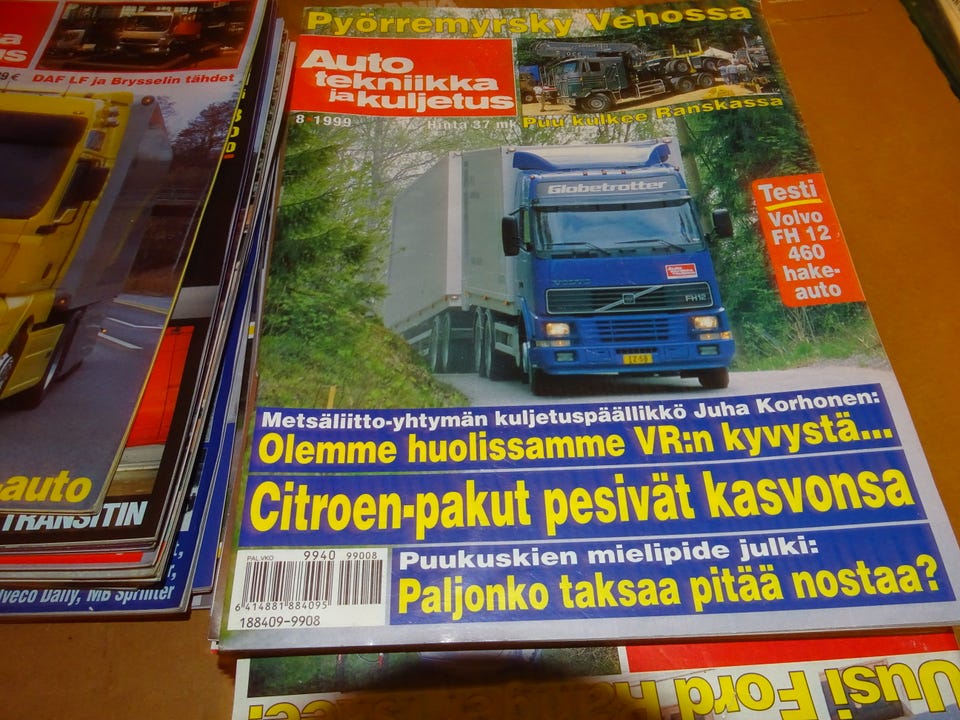 Pyörremyrsky Vehossa
Auto
tekniikka
ja kuljetus
8 1999
Hinta 37 mk
Puu kulkee Ranskassa
Globetrotter
Testi
Volvo
FH 12
460
hake-
auto
VOLVO
FH12
Metsäliitto-yhtymän kuljetuspäällikkö Juha Korhonen:
Olemme huolissamme VR:n kyvystä...
Citroen-pakut pesivät kasvonsa
Puukuskien mielipide julki:
Paljonko taksaa pitää nostaa?
PAL VKO
9940 99008
6 414881 884095
188409-9908
DAF LF ja Brysselin tähdet
auto
TRANSITIN
Iveco Daily, MB Sprinter
Uusi Ford